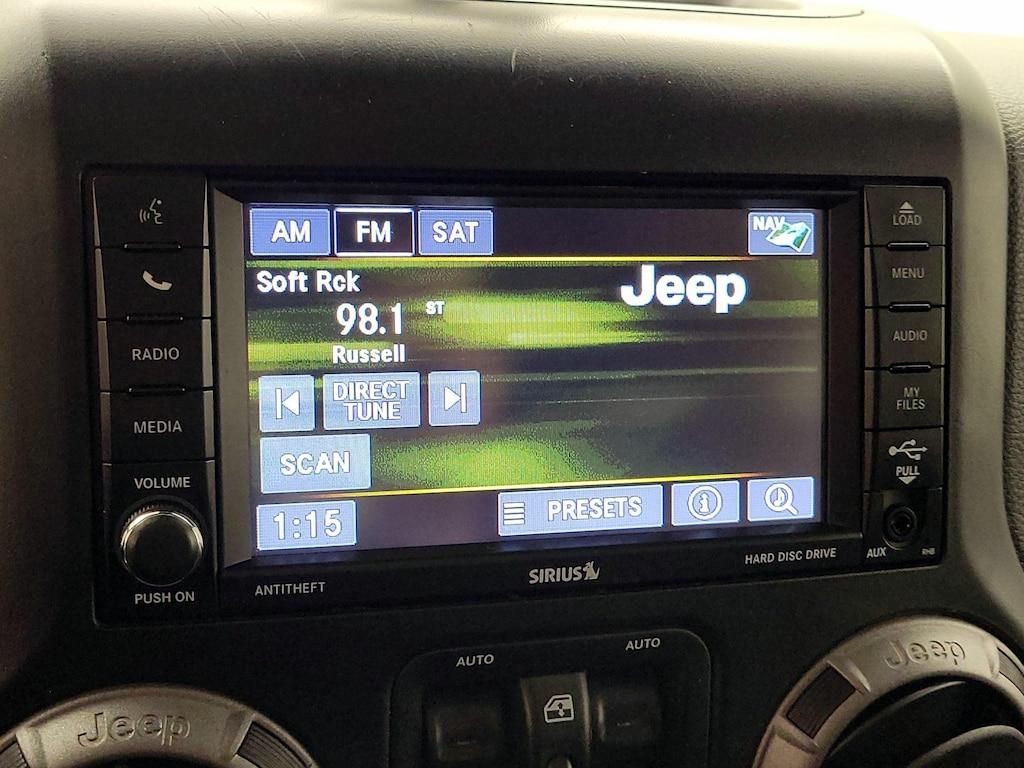 AM
FM
SAT
NAV
Soft Rck
Jeep
98.1
ST
Russell
DIRECT
TUNE
SCAN
1:15
PRESETS
RADIO
MEDIA
VOLUME
PUSH ON
LOAD
MENU
AUDIO
MY
FILES
PULL
AUX
RHB
ANTITHEFT
SIRIUS
HARD DISC DRIVE
AUTO
AUTO
Jeep
Jeep